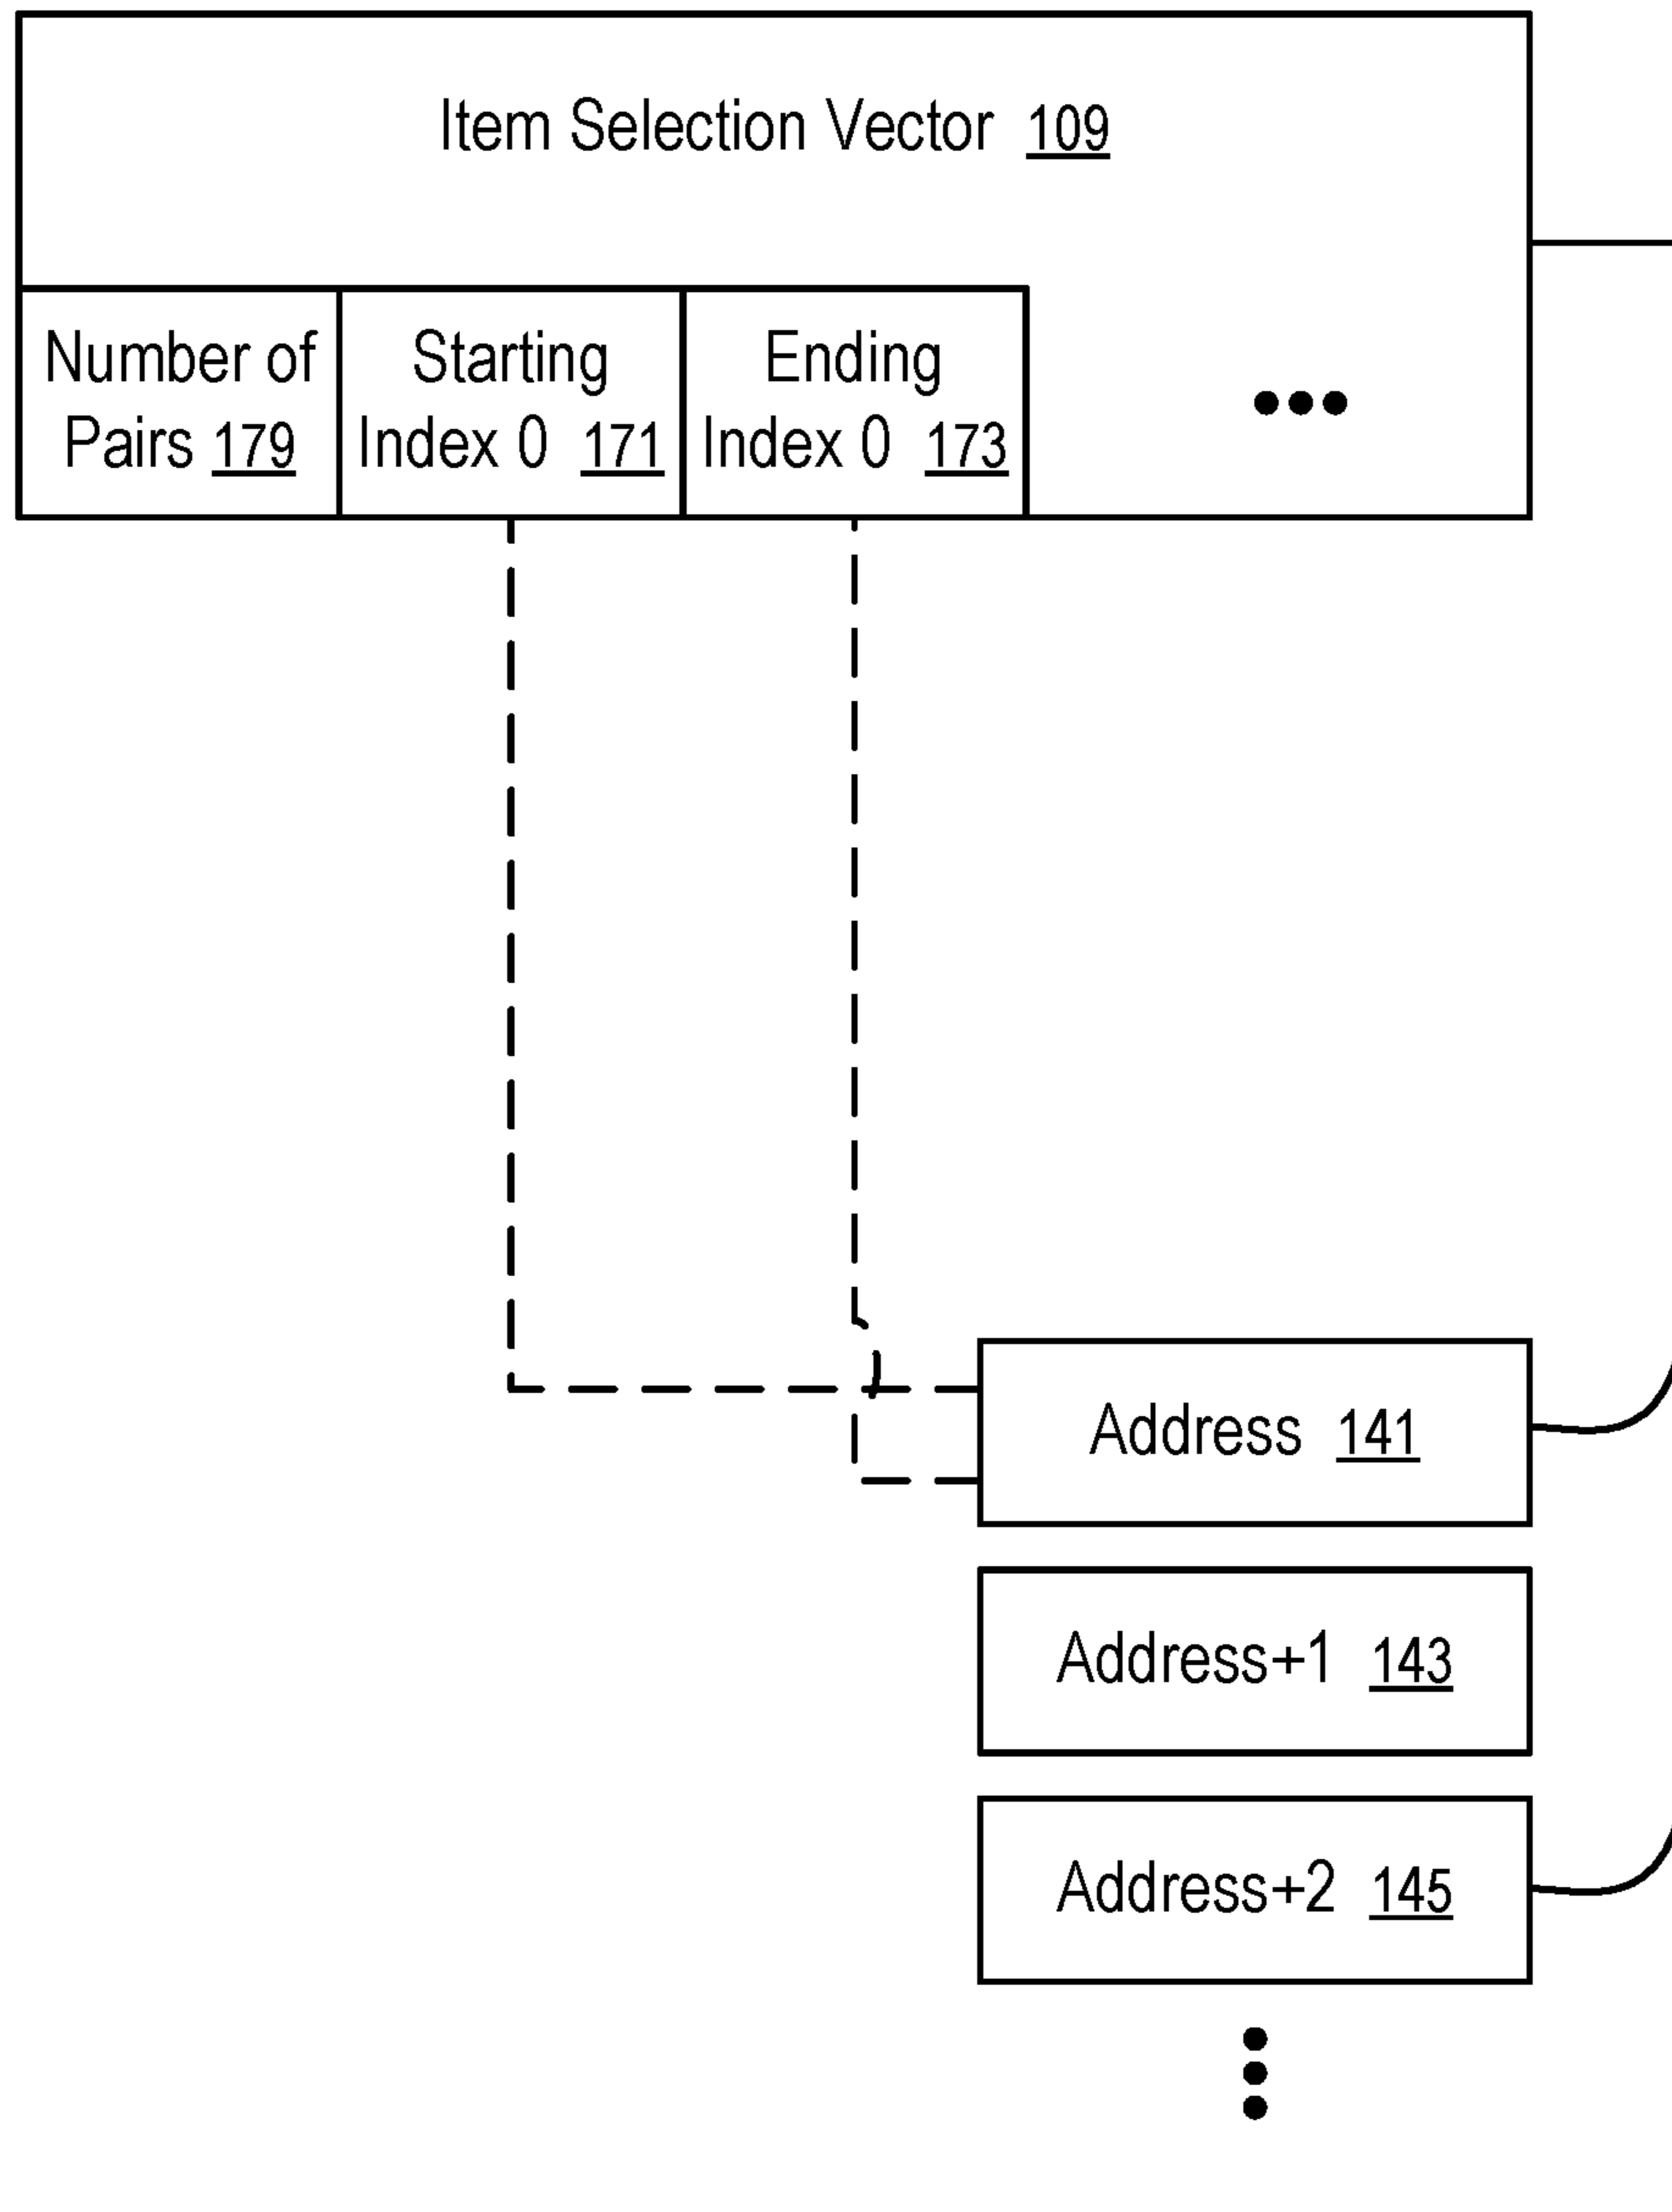 Item Selection Vector 109
Number of
Pairs 179
Starting
Index 0 171
Ending
Index 0 173
Address 141
Address+1 143
Address+2 145